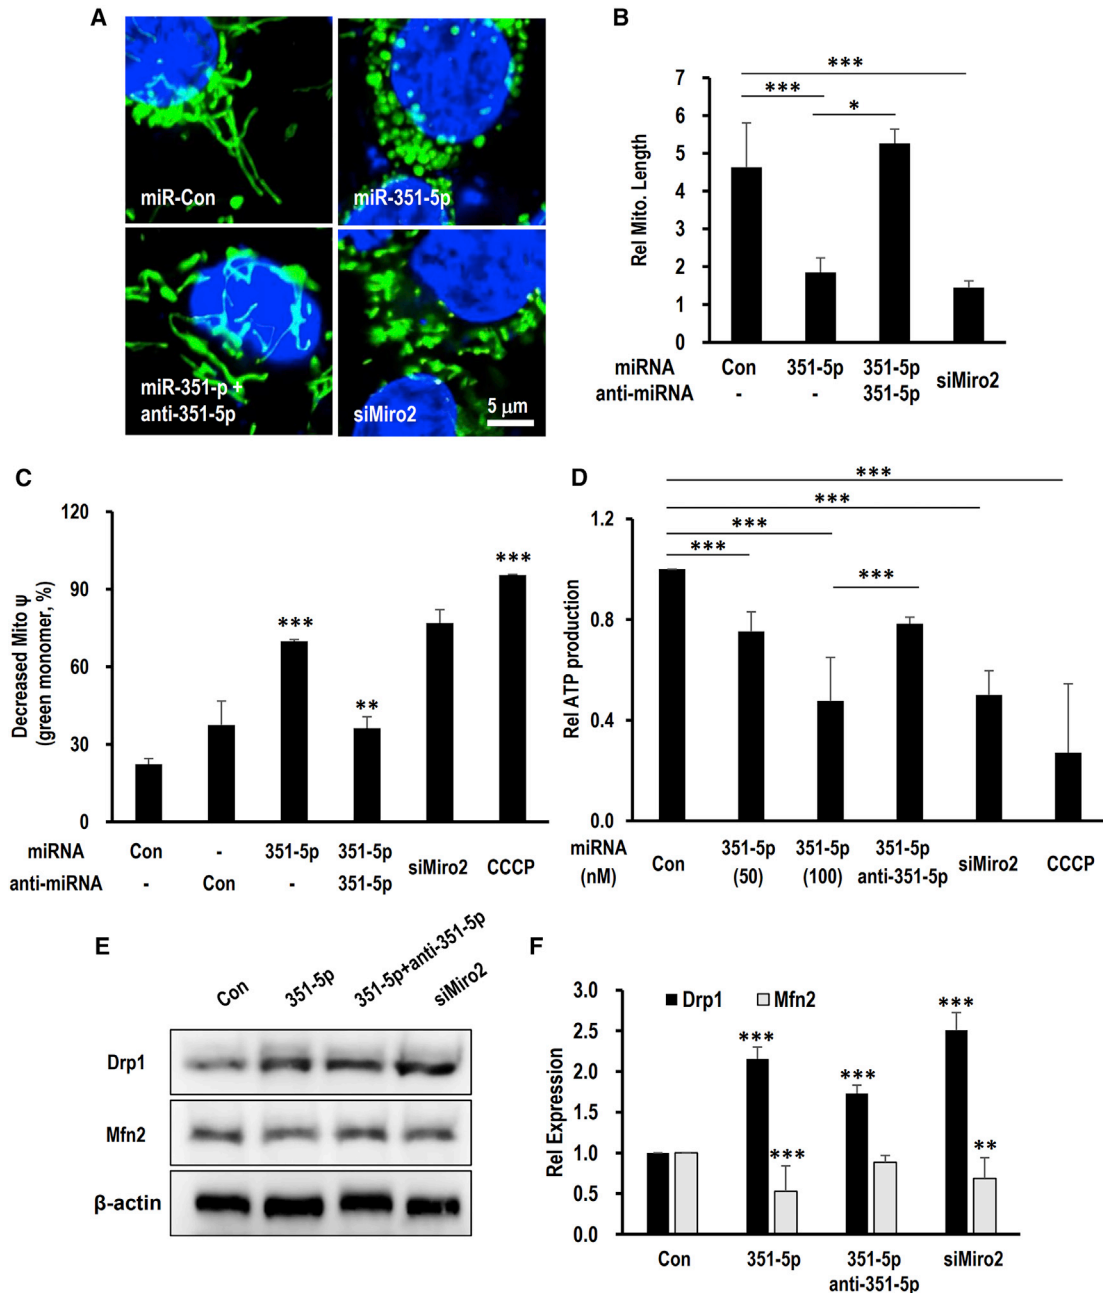 A
miR-Con
miR-351-5p
miR-351-p +
anti-351-5p
siMiro2
5 μm
B
Rel Mito. Length
7
6
5
4
3
2
1
0
***
***
*
miRNA Con 351-5p 351-5p siMiro2
anti-miRNA - - 351-5p
C
Decreased Mito ψ
(green monomer, %)
120
90
60
30
0
***
**
***
miRNA Con - 351-5p 351-5p siMiro2 CCCP
anti-miRNA - Con - 351-5p
D
Rel ATP production
1.2
0.8
0.4
0.0
***
***
***
***
***
miRNA Con 351-5p 351-5p 351-5p siMiro2 CCCP
(nM) (50) (100) anti-351-5p
E
Con 351-5p 351-5p+anti-351-5p siMiro2
Drp1
Mfn2
β-actin
F
Rel Expression
3.0
2.5
2.0
1.5
1.0
0.5
0.0
Drp1 Mfn2
***
***
***
***
**
Con 351-5p 351-5p siMiro2
anti-351-5p